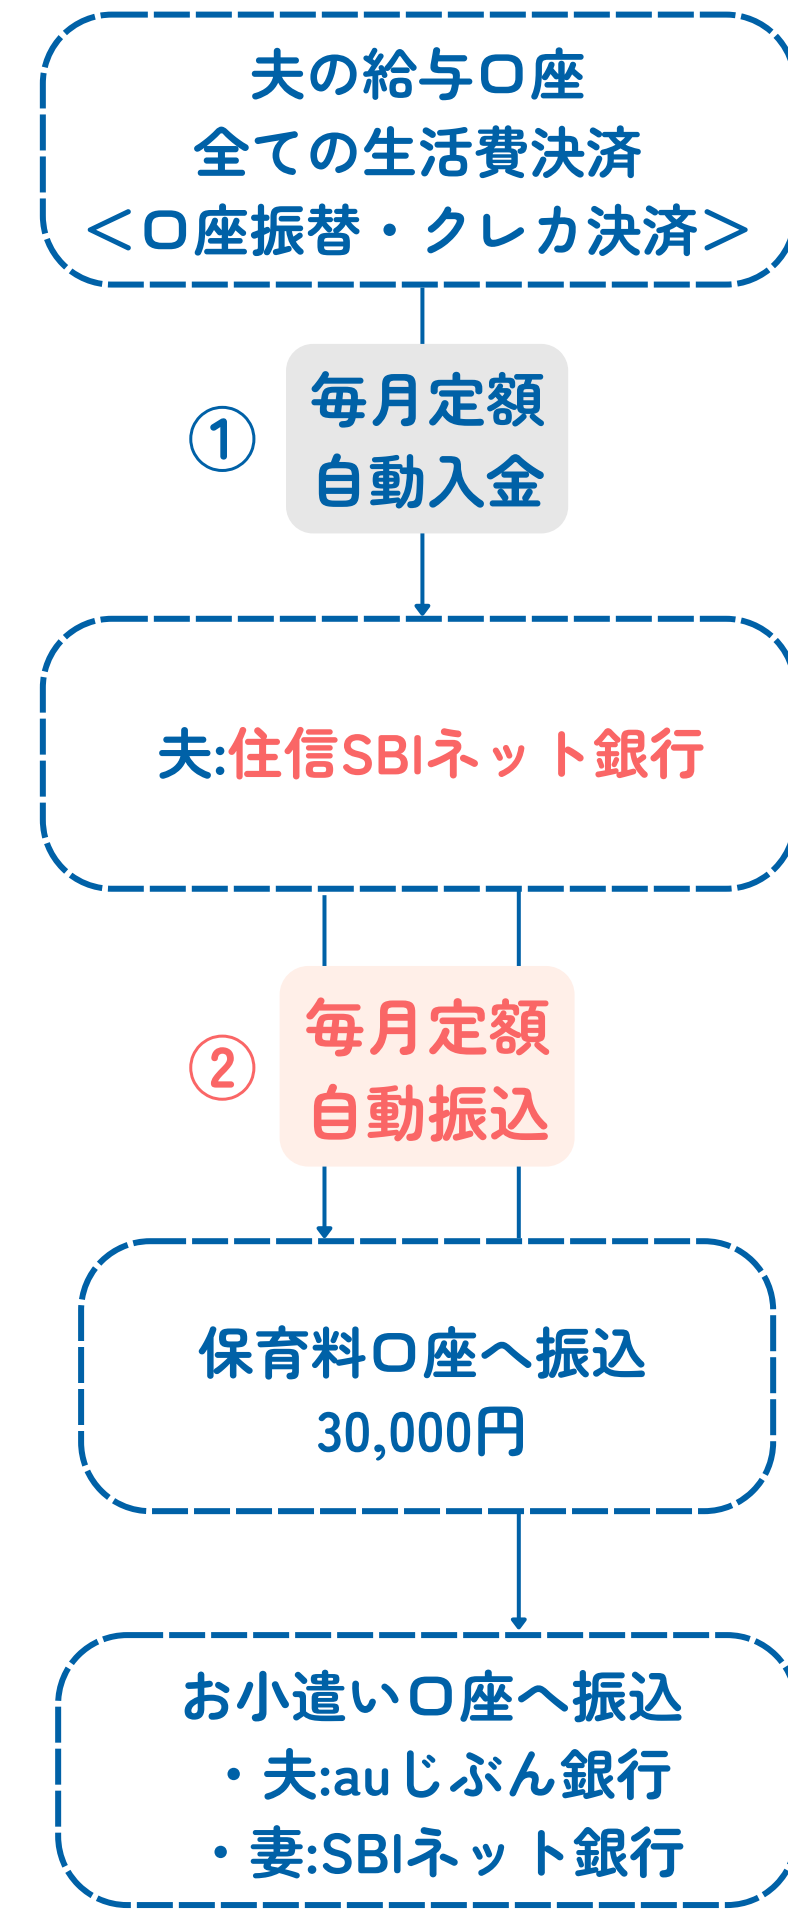 夫の給与口座
全ての生活費決済
＜口座振替・クレカ決済＞
①
毎月定額
自動入金
夫:住信SBIネット銀行
②
毎月定額
自動振込
保育料口座へ振込
30,000円
お小遣い口座へ振込
・夫:auじぶん銀行
・妻:SBIネット銀行